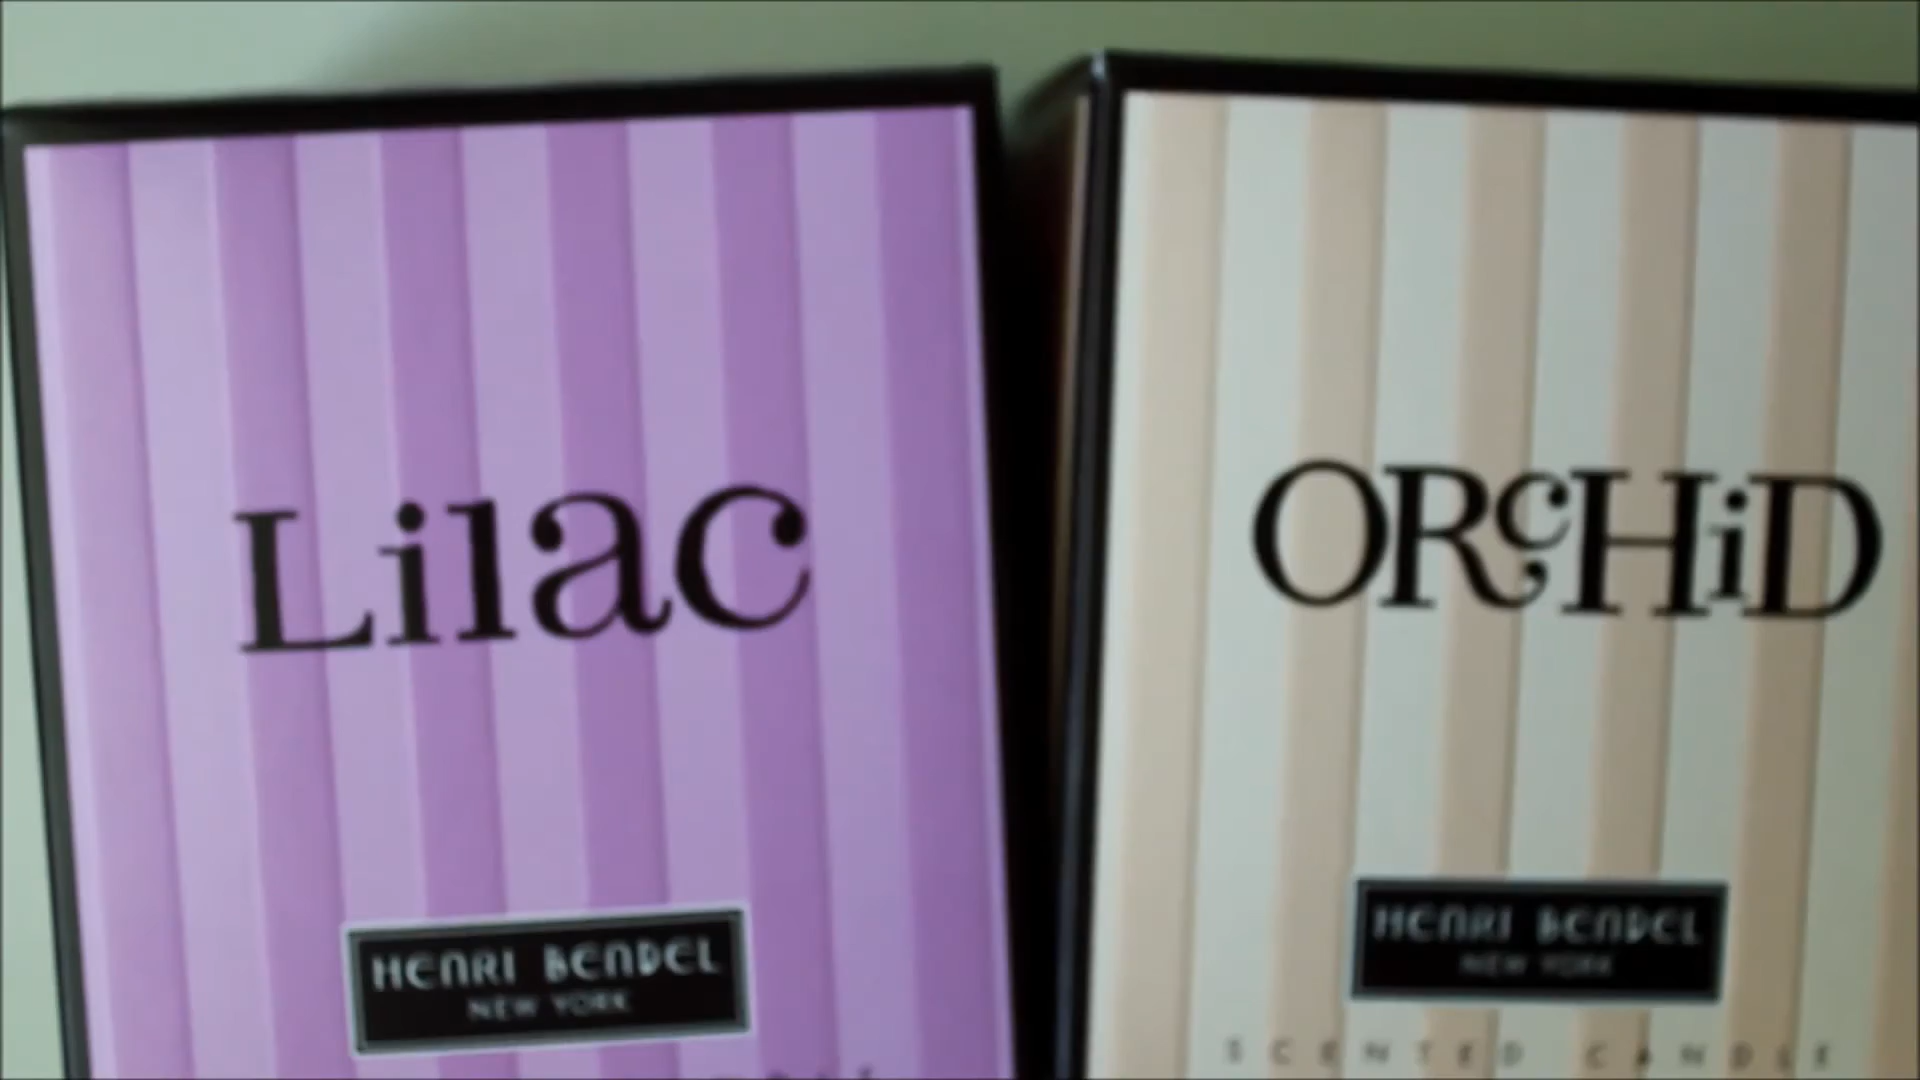 Lilac
HENRI BENDEL
NEW YORK
ORcHiD
HENRI BENDEL
NEW YORK
SCENTED CANDLE